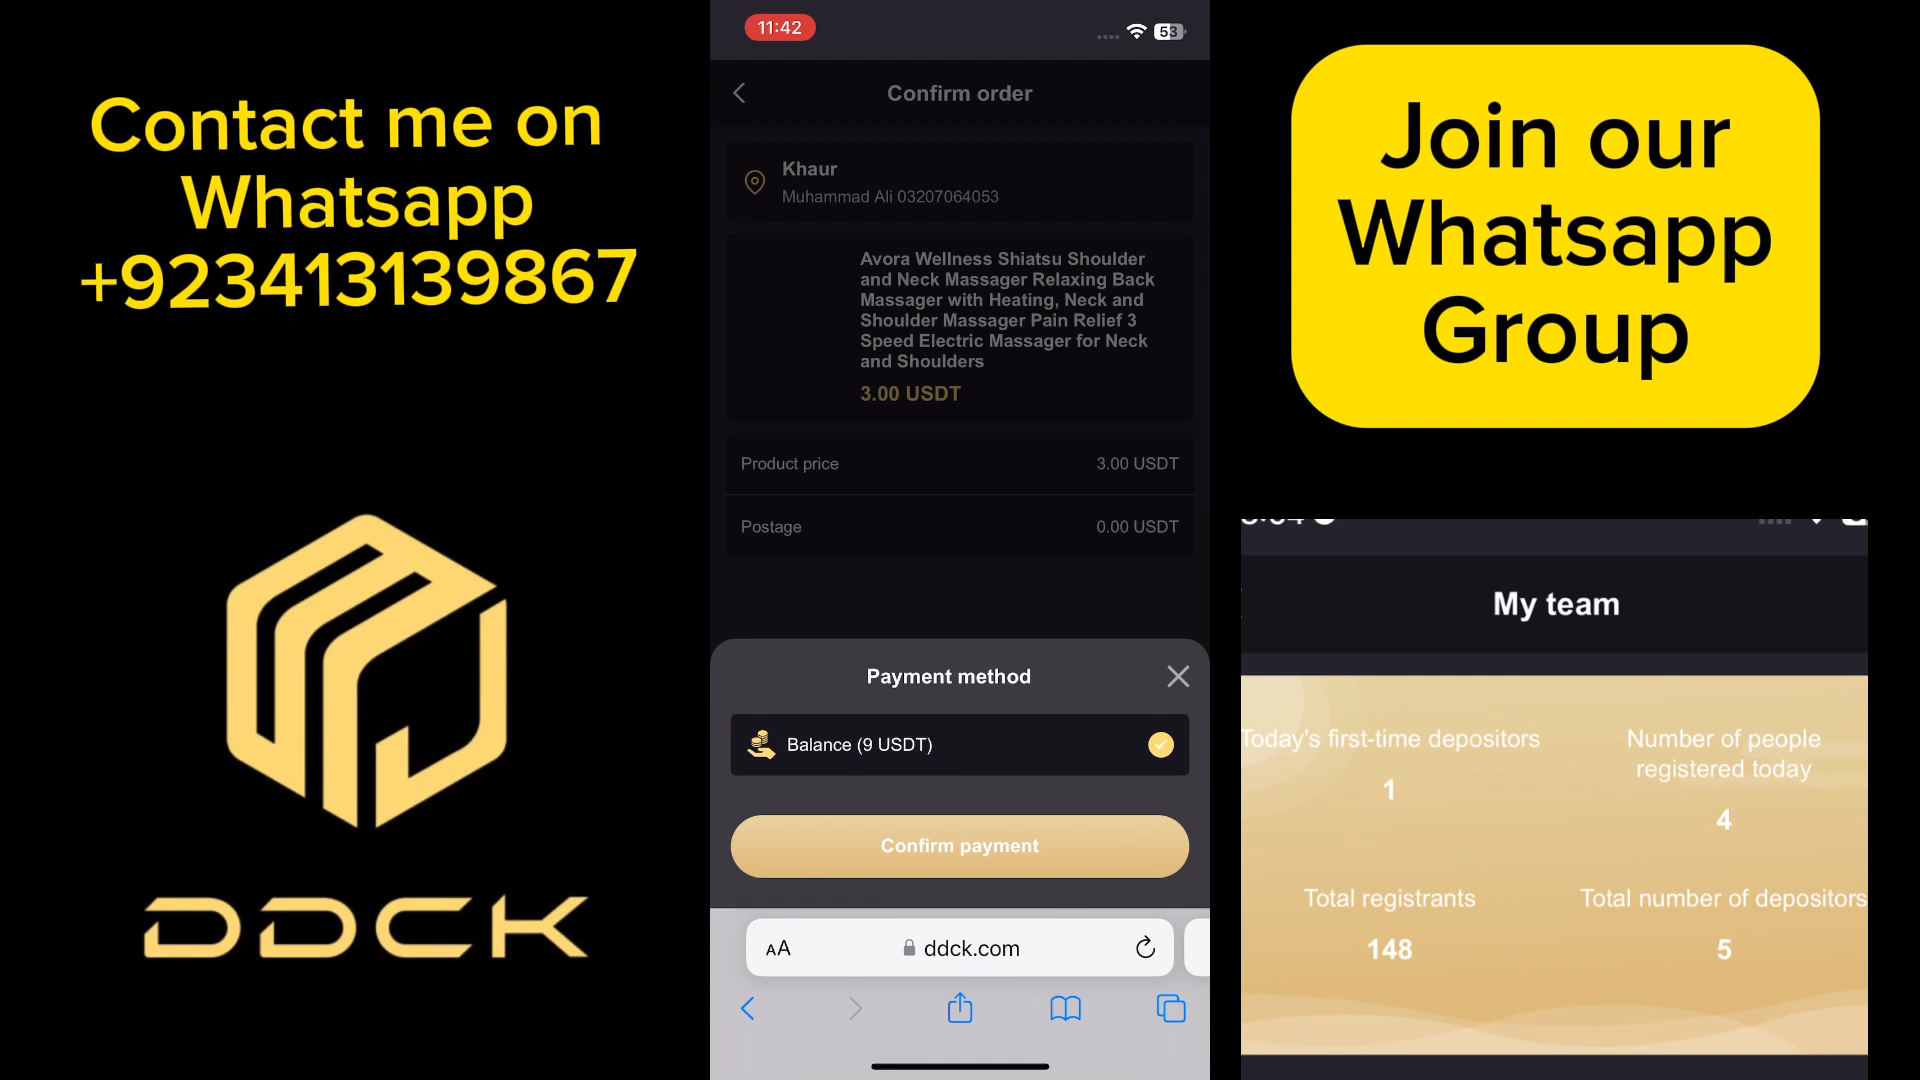 Contact me on
Whatsapp
+923413139867
DDCK
11:42
53
Confirm order
Khaur
Muhammad Ali 03207064053
Avora Wellness Shiatsu Shoulder
and Neck Massager Relaxing Back
Massager with Heating, Neck and
Shoulder Massager Pain Relief 3
Speed Electric Massager for Neck
and Shoulders
3.00 USDT
Product price 3.00 USDT
Postage 0.00 USDT
Payment method
Balance (9 USDT)
Confirm payment
AA ddck.com
Join our
Whatsapp
Group
My team
Today's first-time depositors
1
Number of people
registered today
4
Total registrants
148
Total number of depositors
5